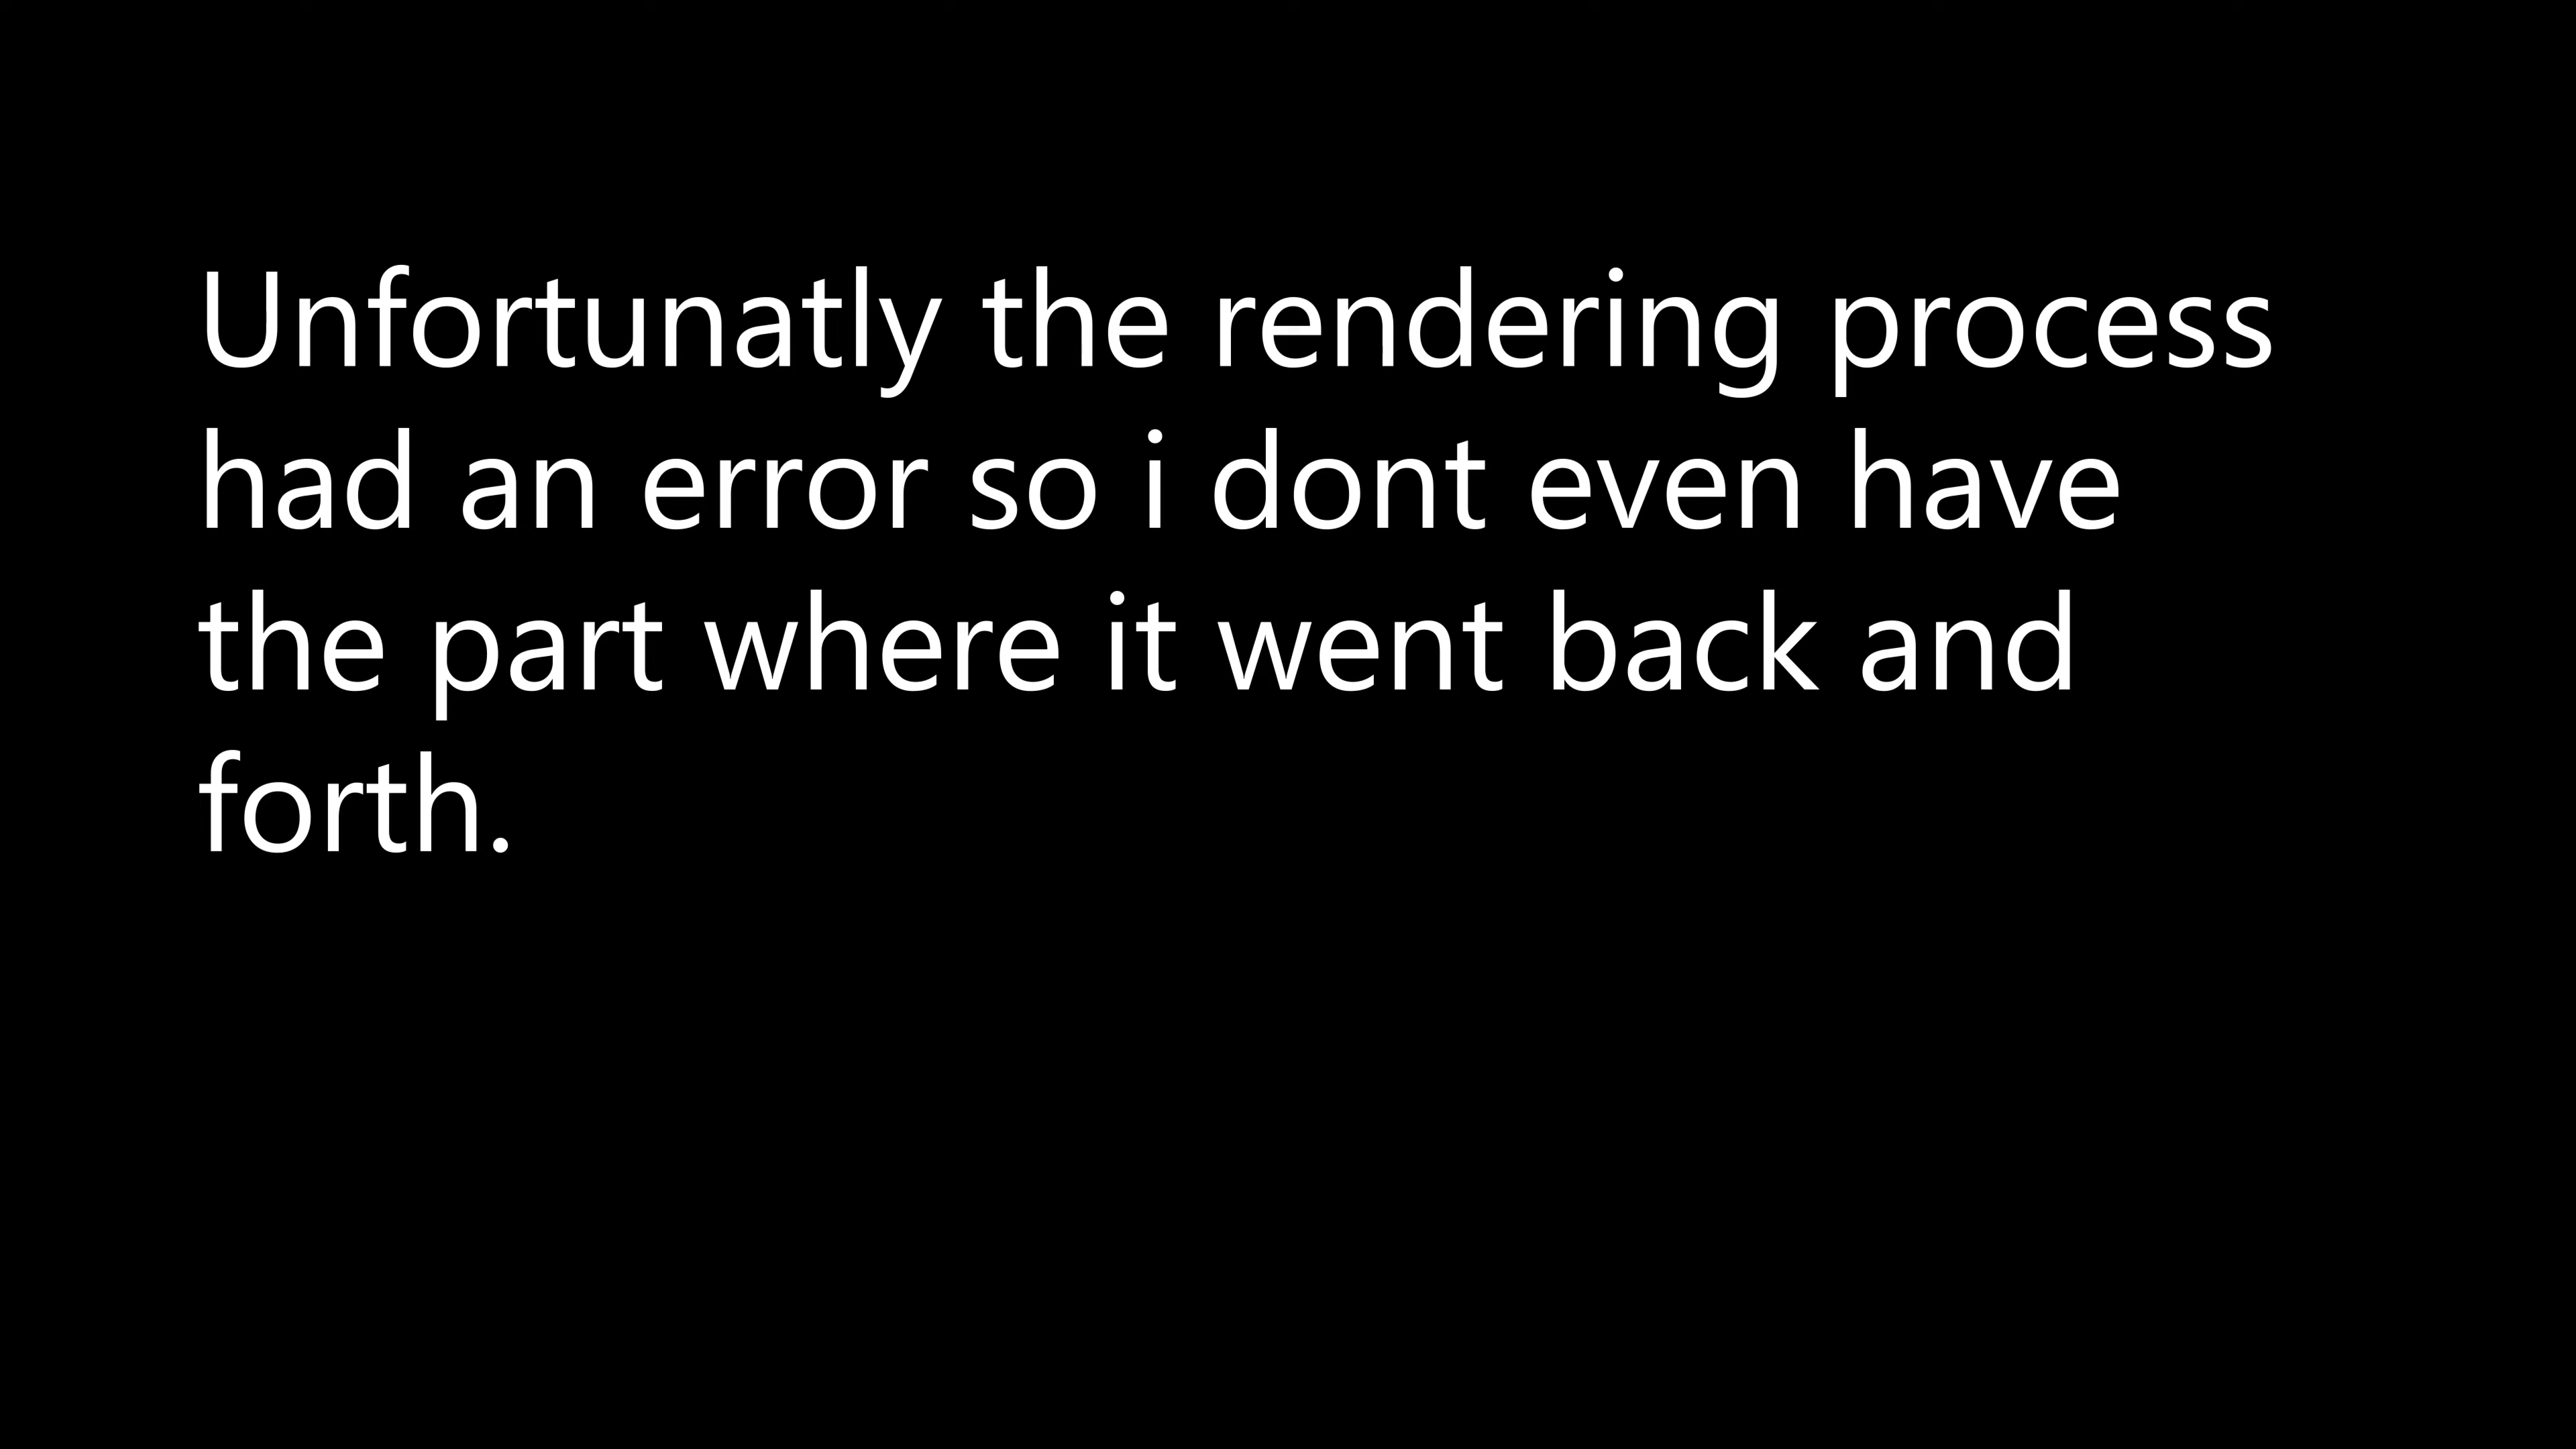 Unfortunatly the rendering process
had an error so i dont even have
the part where it went back and
forth.